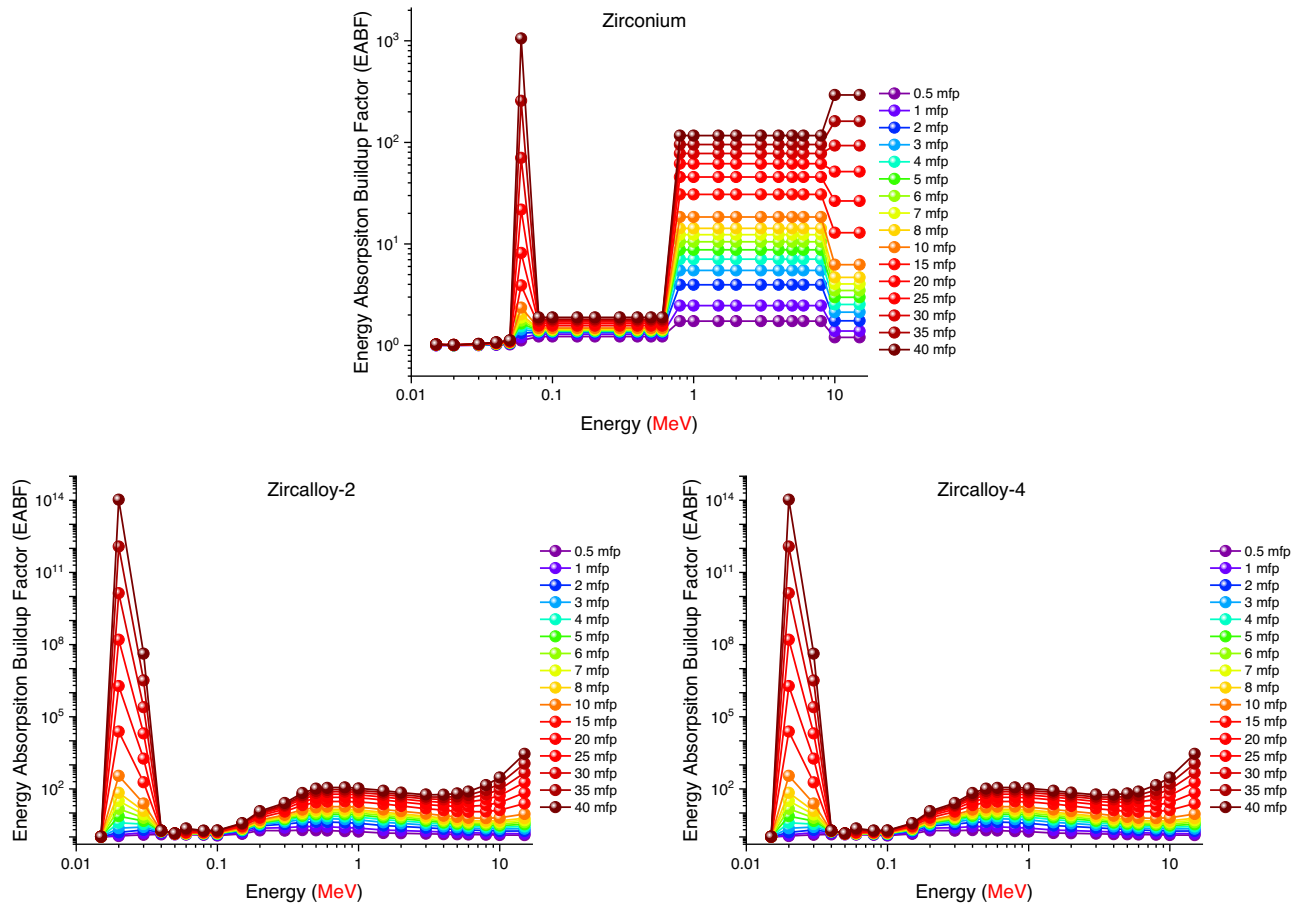 Zirconium
Energy Absorpsiton Buildup Factor (EABF)
10³
10²
10¹
10⁰
0.01
0.1
1
10
Energy (MeV)
0.5 mfp
1 mfp
2 mfp
3 mfp
4 mfp
5 mfp
6 mfp
7 mfp
8 mfp
10 mfp
15 mfp
20 mfp
25 mfp
30 mfp
35 mfp
40 mfp
Zircalloy-2
Energy Absorpsiton Buildup Factor (EABF)
10¹⁴
10¹¹
10⁸
10⁵
10²
0.01
0.1
1
10
Energy (MeV)
0.5 mfp
1 mfp
2 mfp
3 mfp
4 mfp
5 mfp
6 mfp
7 mfp
8 mfp
10 mfp
15 mfp
20 mfp
25 mfp
30 mfp
35 mfp
40 mfp
Zircalloy-4
Energy Absorpsiton Buildup Factor (EABF)
10¹⁴
10¹¹
10⁸
10⁵
10²
0.01
0.1
1
10
Energy (MeV)
0.5 mfp
1 mfp
2 mfp
3 mfp
4 mfp
5 mfp
6 mfp
7 mfp
8 mfp
10 mfp
15 mfp
20 mfp
25 mfp
30 mfp
35 mfp
40 mfp